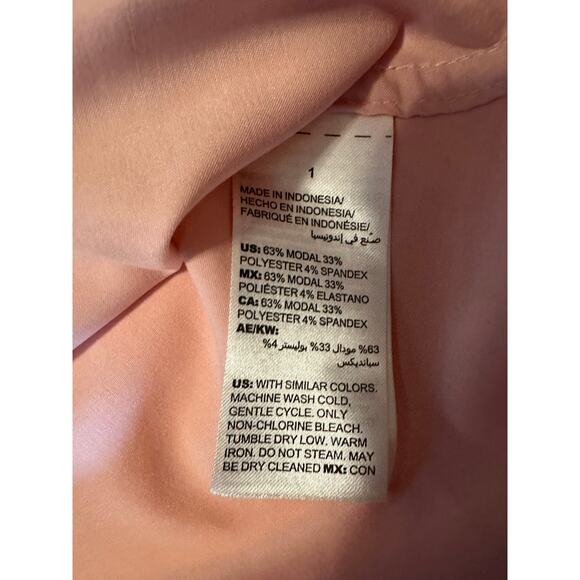 1
MADE IN INDONESIA/
HECHO EN INDONESIA/
FABRIQUÉ EN INDONÉSIE/
صنع في إندونيسيا
US: 63% MODAL 33%
POLYESTER 4% SPANDEX
MX: 63% MODAL 33%
POLIÉSTER 4% ELASTANO
CA: 63% MODAL 33%
POLYESTER 4% SPANDEX
AE/KW:
63% مودال 33% بوليستر 4%
سبانديكس
US: WITH SIMILAR COLORS.
MACHINE WASH COLD,
GENTLE CYCLE. ONLY
NON-CHLORINE BLEACH.
TUMBLE DRY LOW. WARM
IRON. DO NOT STEAM. MAY
BE DRY CLEANED MX: CON